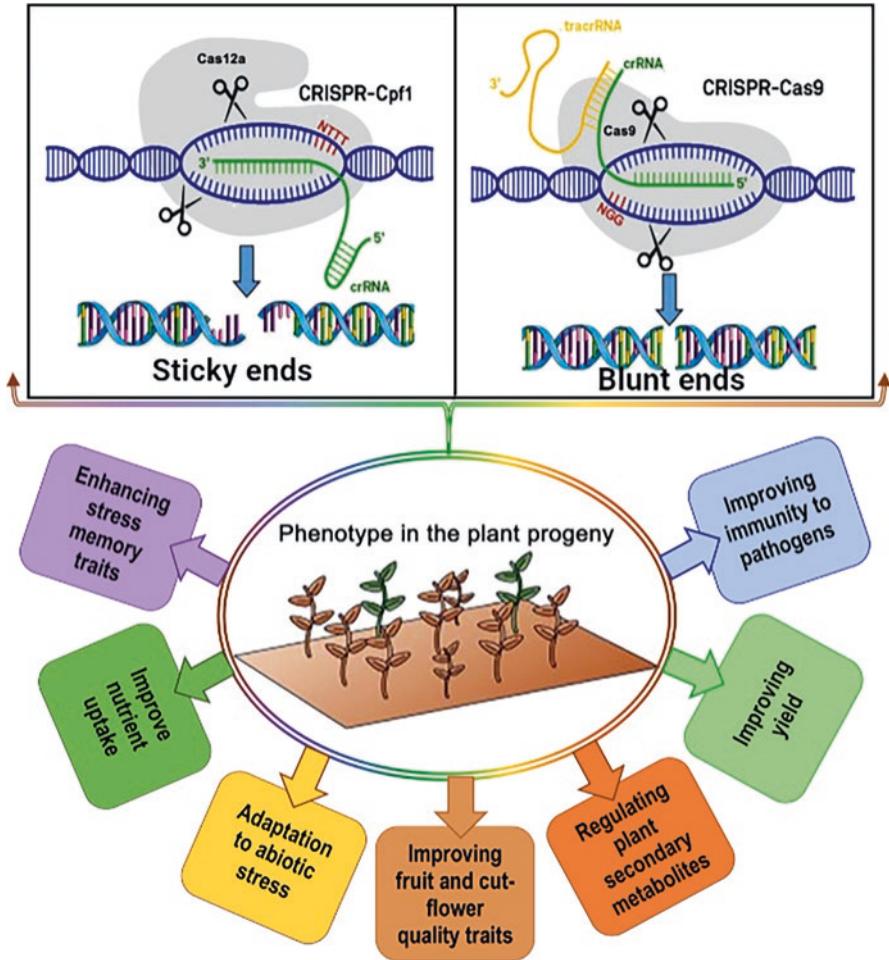 Cas12a
CRISPR-Cpf1
NTTT
3'
5'
crRNA
Sticky ends
tracrRNA
crRNA
3'
CRISPR-Cas9
Cas9
5'
NGG
Blunt ends
Phenotype in the plant progeny
Enhancing
stress
memory
traits
Improve
nutrient
uptake
Adaptation
to abiotic
stress
Improving
fruit and cut-
flower
quality traits
Regulating
plant
secondary
metabolites
Improving
yield
Improving
immunity to
pathogens